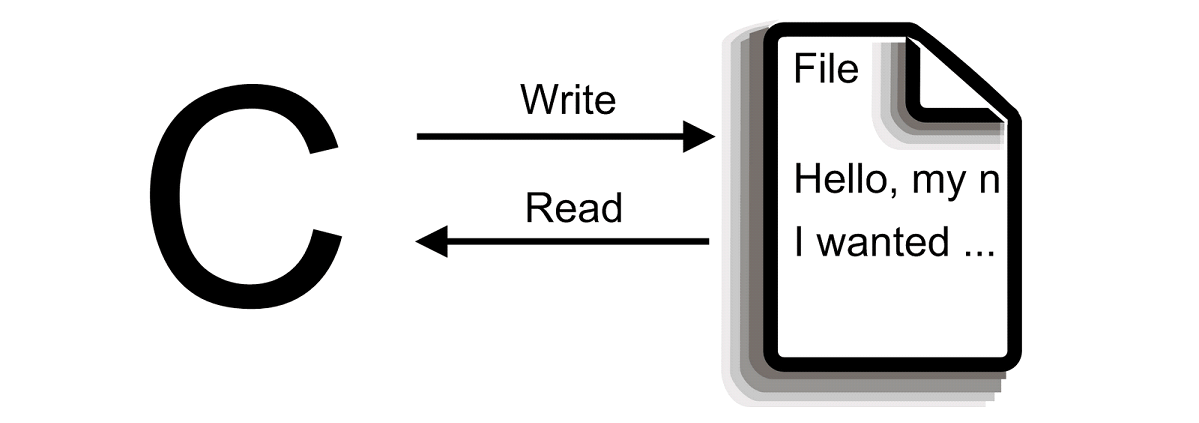 C
Write
Read
File
Hello, my n
I wanted ...